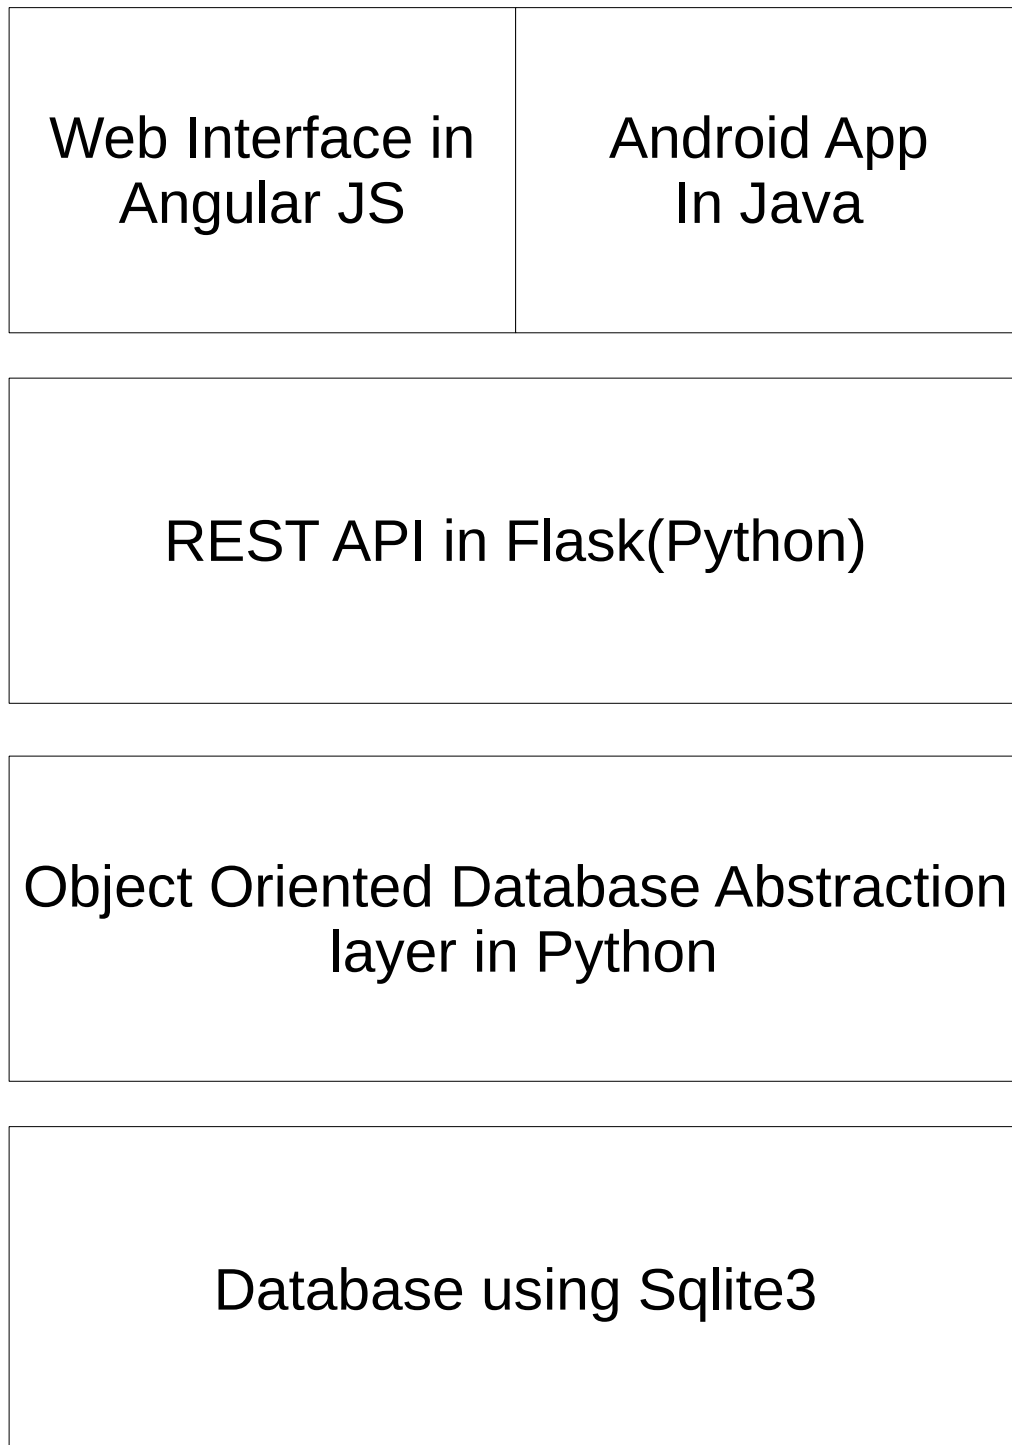 Web Interface in
Angular JS
Android App
In Java
REST API in Flask(Python)
Object Oriented Database Abstraction
layer in Python
Database using Sqlite3